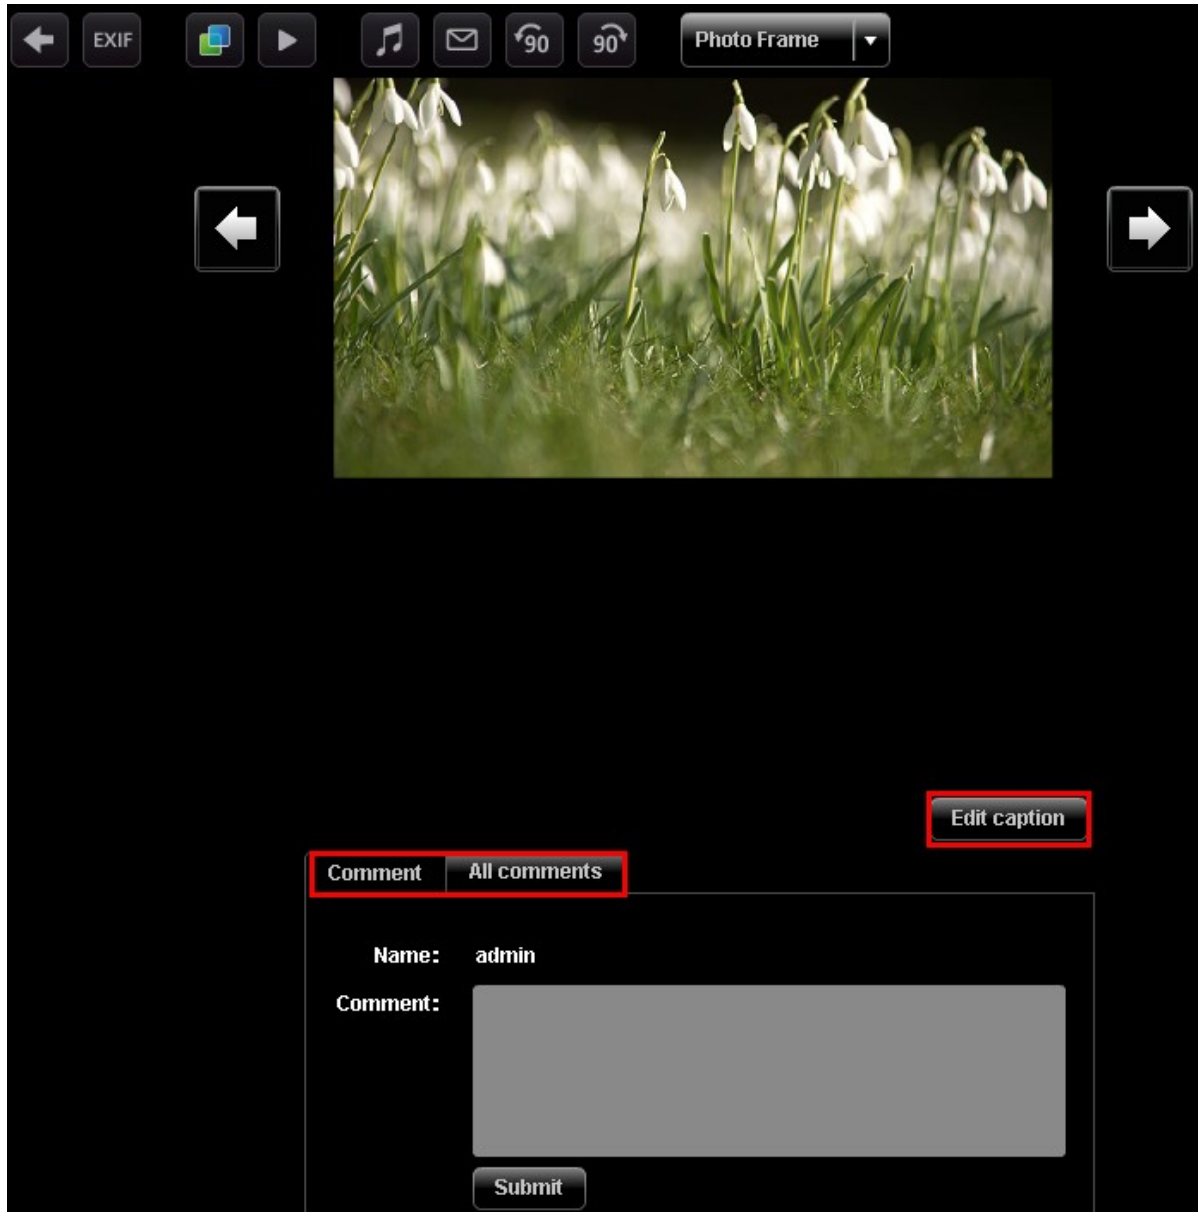 EXIF
90
90
Photo Frame
Edit caption
Comment
All comments
Name: admin
Comment:
Submit